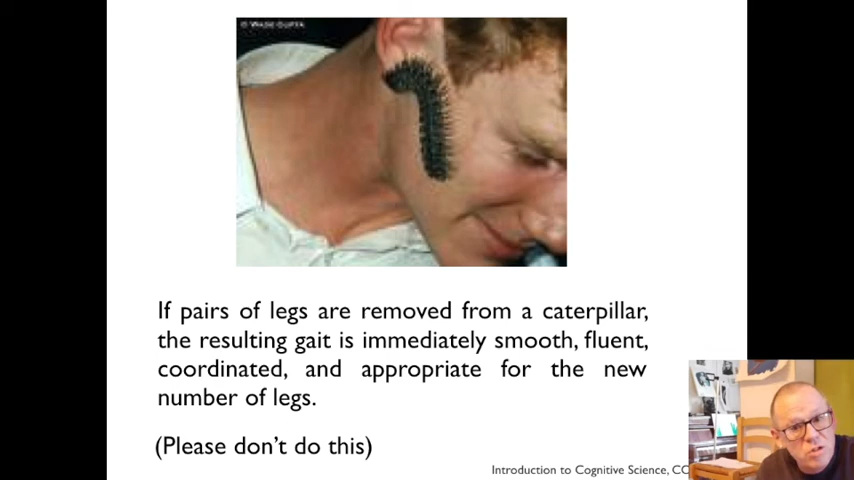 If pairs of legs are removed from a caterpillar,
the resulting gait is immediately smooth, fluent,
coordinated, and appropriate for the new
number of legs.
(Please don't do this)
Introduction to Cognitive Science,